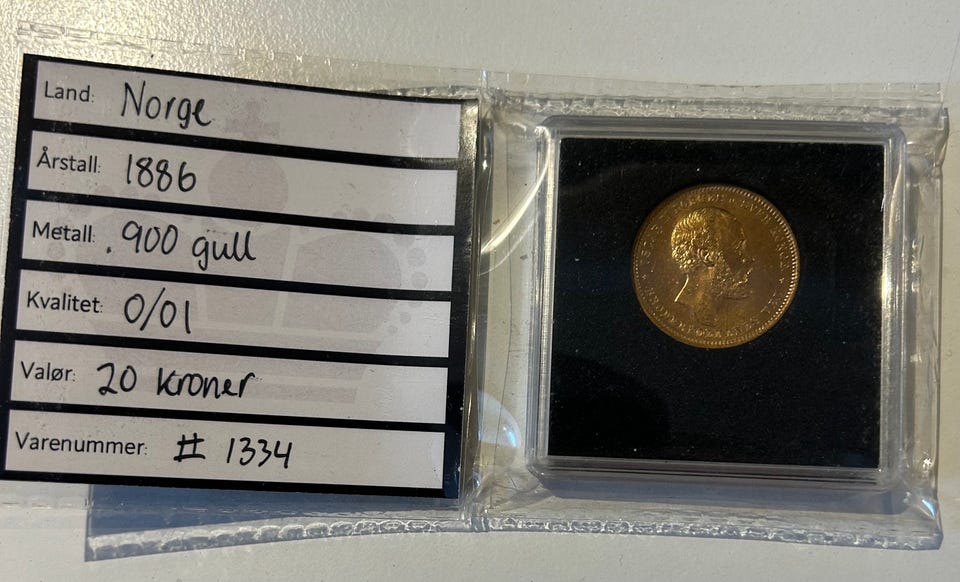 Land: Norge
Årstall: 1886
Metall: .900 gull
Kvalitet: 0/01
Valør: 20 kroner
Varenummer: # 1334